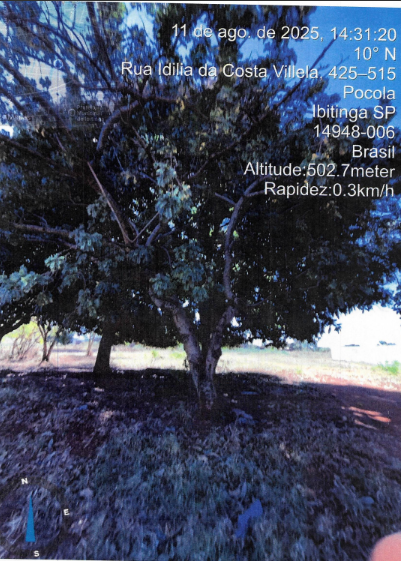 11 de ago. de 2025, 14:31:20
10° N
Rua Idilia da Costa Villela, 425–515
Pocola
Ibitinga SP
14948-006
Brasil
Altitude:502.7meter
Rapidez:0.3km/h
N
E
S